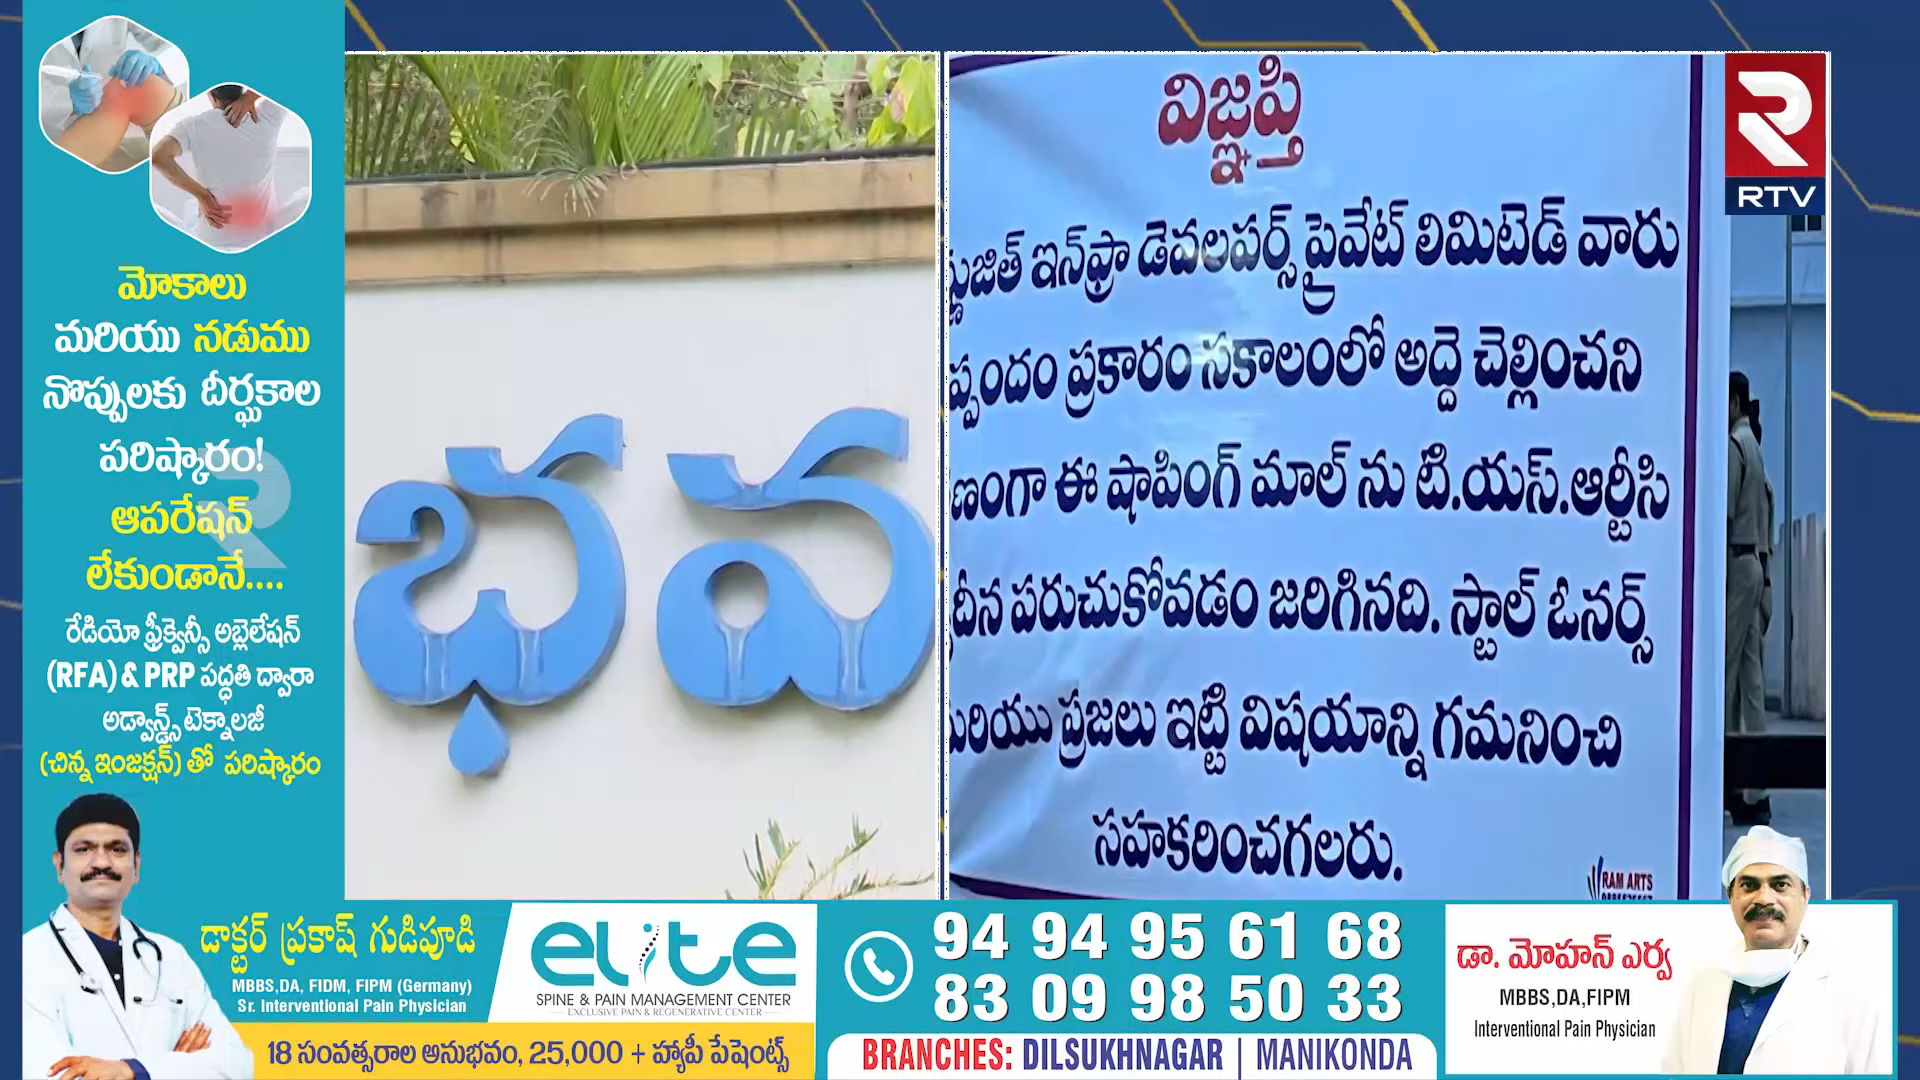 మోకాలు
మరియు నడుము
నొప్పులకు దీర్ఘకాల
పరిష్కారం!
ఆపరేషన్
లేకుండానే....
రేడియో ఫ్రీక్వెన్సీ అబ్లెలేషన్
(RFA) & PRP పద్ధతి ద్వారా
అడ్వాన్డ్స్ టెక్నాలజీ
(చిన్న ఇంజక్షన్) తో పరిష్కారం
భవ
విజ్ఞప్తి
ఇన్‌ఫ్రా డెవలపర్స్ ప్రైవేట్ లిమిటెడ్ వారు
ప్రకారం సకాలంలో అద్దె చెల్లించని
ఈ షాపింగ్ మాల్ ను టి.యస్.ఆర్టీసి
పరుచుకోవడం జరిగినది. స్టాల్ ఓనర్స్
ప్రజలు ఇట్టి విషయాన్ని గమనించి
సహకరించగలరు.
RAM ARTS
RTV
డాక్టర్ ప్రకాష్ గుడిపూడి
MBBS,DA, FIDM, FIPM (Germany)
Sr. Interventional Pain Physician
elite
SPINE & PAIN MANAGEMENT CENTER
EXCLUSIVE PAIN & REGENERATIVE CENTER
18 సంవత్సరాల అనుభవం, 25,000 + హ్యాపీ పేషెంట్స్
94 94 95 61 68
83 09 98 50 33
BRANCHES: DILSUKHNAGAR | MANIKONDA
డా. మోహన్ ఎర్వ
MBBS,DA,FIPM
Interventional Pain Physician